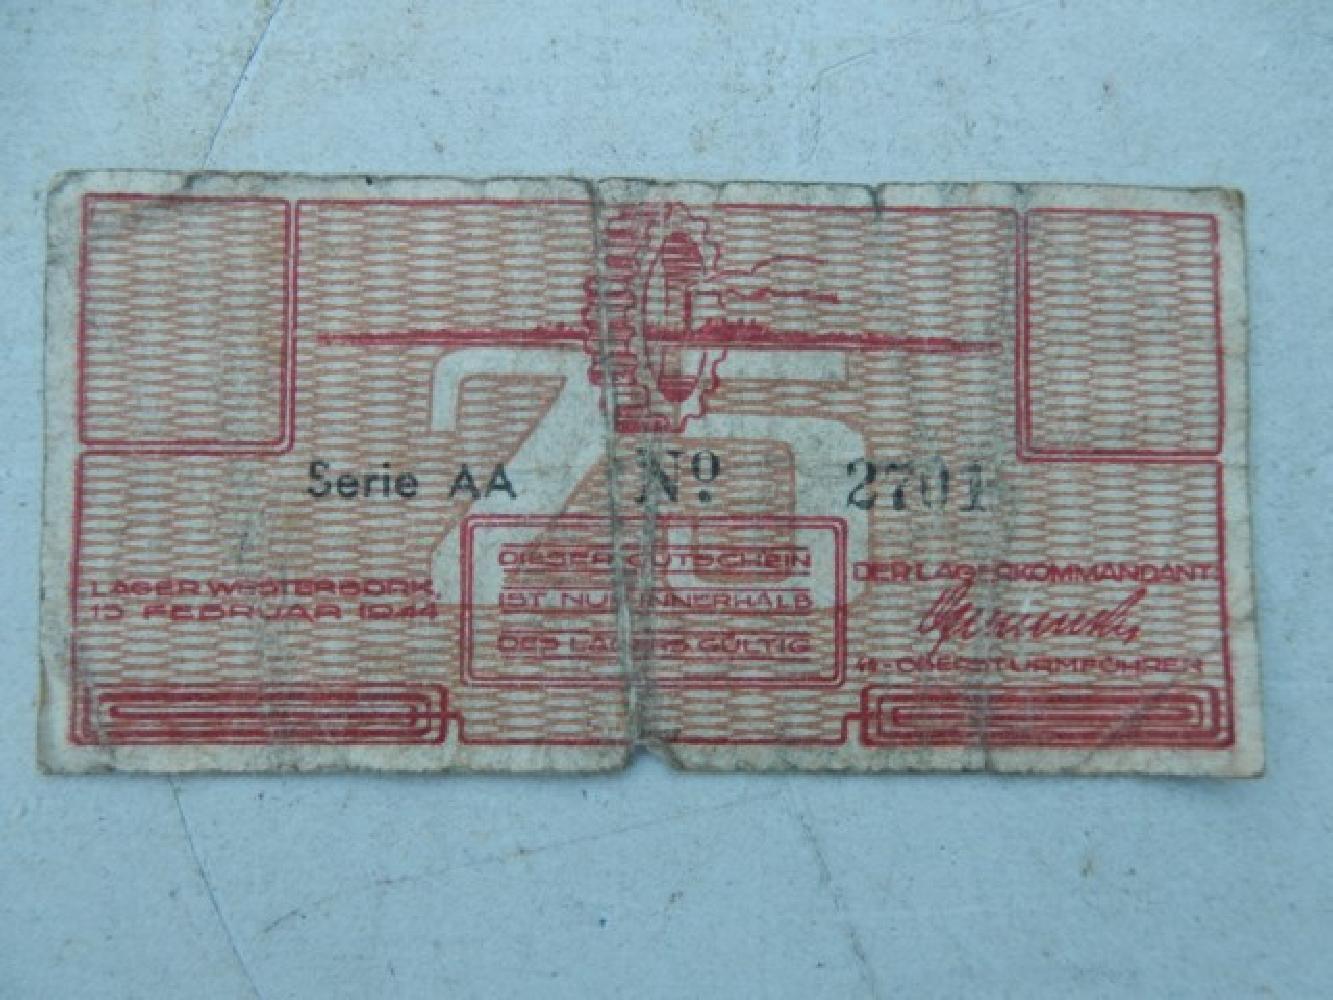 25
Serie AA Nº 2701
DIESER GUTSCHEIN
IST NUR INNERHALB
DES LAGERS GÜLTIG
LAGER WESTERBORK,
15 FEBRUAR 1944
DER LAGERKOMMANDANT:
SS-OBERSTURMFÜHRER